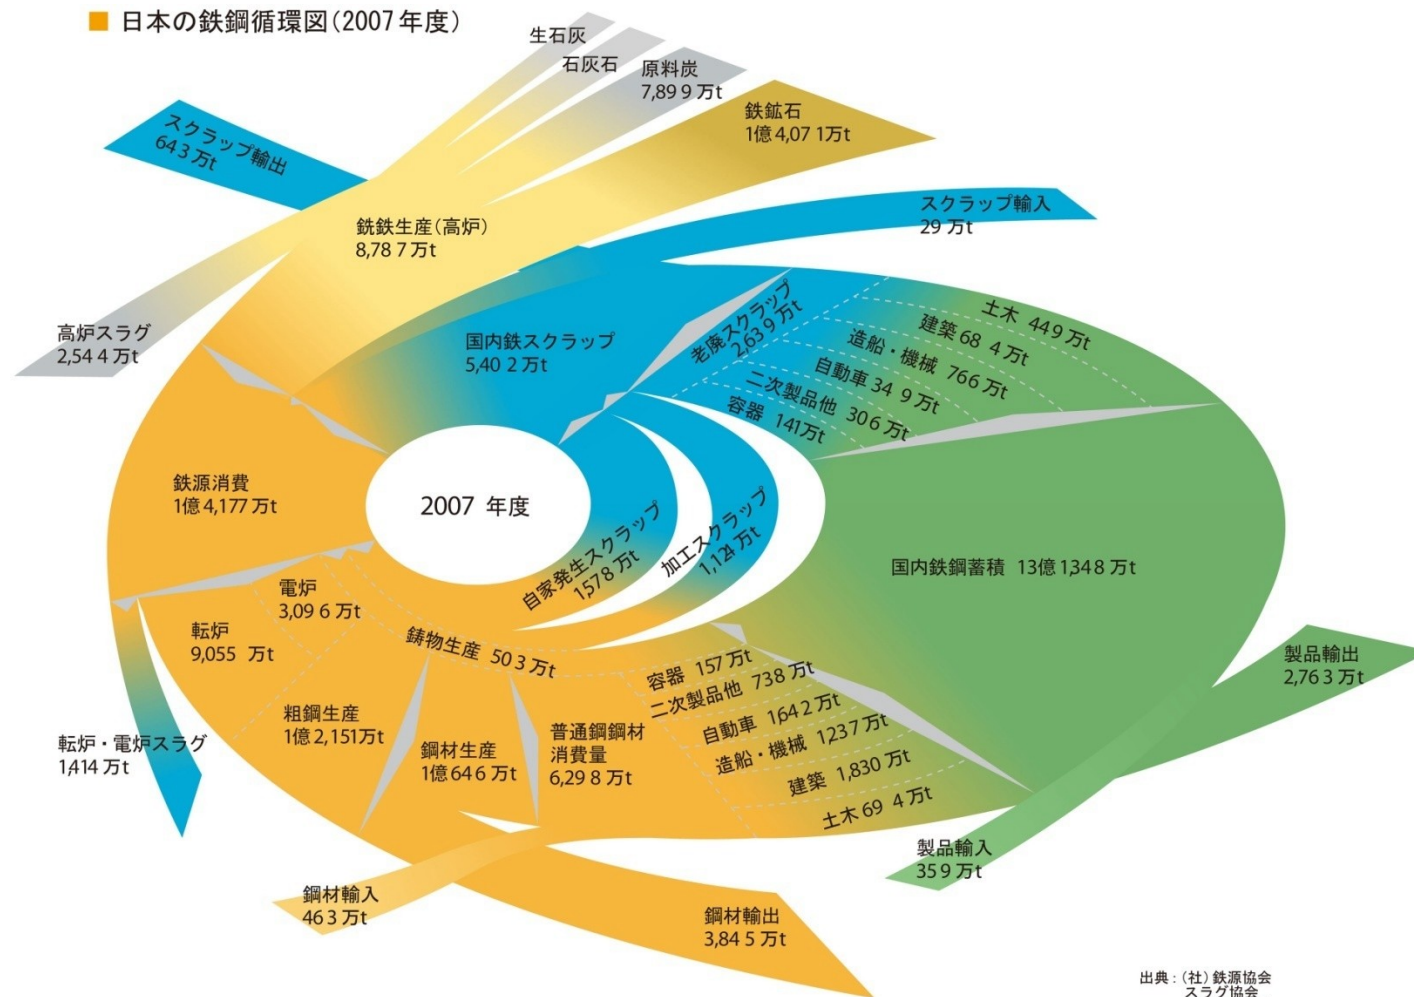 日本の鉄鋼循環図(2007年度)
生石灰
石灰石
原料炭
7,899万t
鉄鉱石
1億4,071万t
スクラップ輸出
643万t
スクラップ輸入
29万t
銑鉄生産(高炉)
8,787万t
高炉スラグ
2,544万t
国内鉄スクラップ
5,402万t
老廃スクラップ
2,639万t
土木 449万t
建築 684万t
造船・機械 766万t
自動車 349万t
二次製品他 306万t
容器 141万t
鉄源消費
1億4,177万t
2007 年度
自家発生スクラップ
1,578万t
加工スクラップ
1,124万t
国内鉄鋼蓄積 13億1,348万t
電炉
3,096万t
転炉
9,055 万t
鋳物生産 503万t
容器 157万t
二次製品他 738万t
自動車 1,642万t
造船・機械 1,237万t
建築 1,830万t
土木 694万t
粗鋼生産
1億2,151万t
鋼材生産
1億646万t
普通鋼鋼材
消費量
6,298万t
転炉・電炉スラグ
1,414万t
製品輸出
2,763万t
製品輸入
359万t
鋼材輸入
463万t
鋼材輸出
3,845万t
出典:(社)鉄源協会
スラグ協会